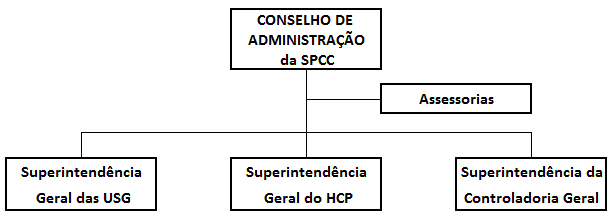 CONSELHO DE
ADMINISTRAÇÃO
da SPCC
Assessorias
Superintendência
Geral das USG
Superintendência
Geral do HCP
Superintendência da
Controladoria Geral